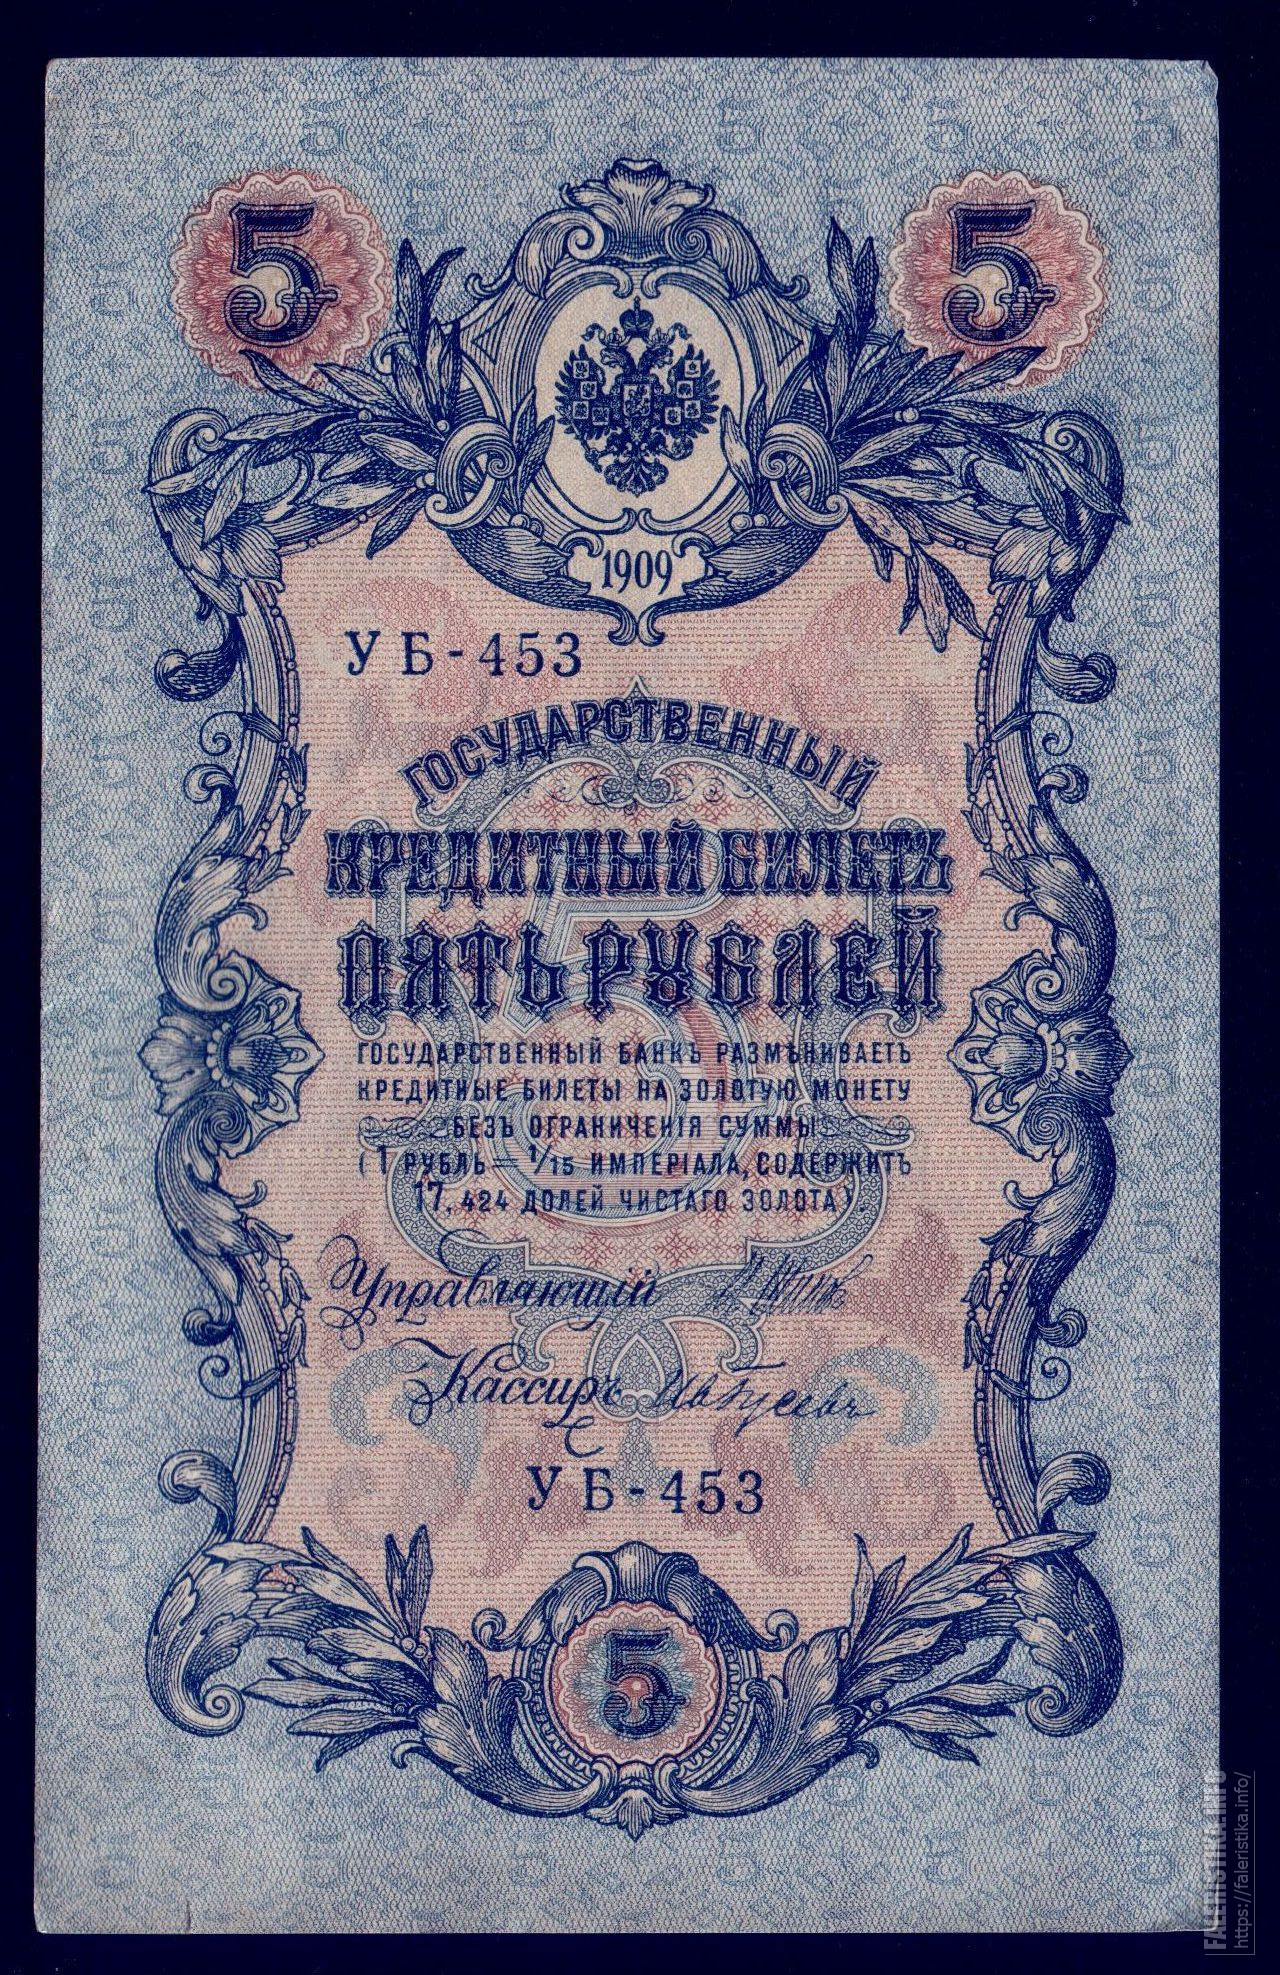 5 5
1909
УБ-453
ГОСУДАРСТВЕННЫЙ
КРЕДИТНЫЙ БИЛЕТЪ
ПЯТЬ РУБЛЕЙ
ГОСУДАРСТВЕННЫЙ БАНКЪ РАЗМѢНИВАЕТЪ
КРЕДИТНЫЕ БИЛЕТЫ НА ЗОЛОТУЮ МОНЕТУ
БЕЗЪ ОГРАНИЧЕНІЯ СУММЫ
(1 РУБЛЬ = 1/15 ИМПЕРІАЛА, СОДЕРЖИТЪ
17,424 ДОЛЕЙ ЧИСТАГО ЗОЛОТА).
Управляющій
Кассиръ
УБ-453
5
FALERISTIKA.INFO
https://faleristika.info/